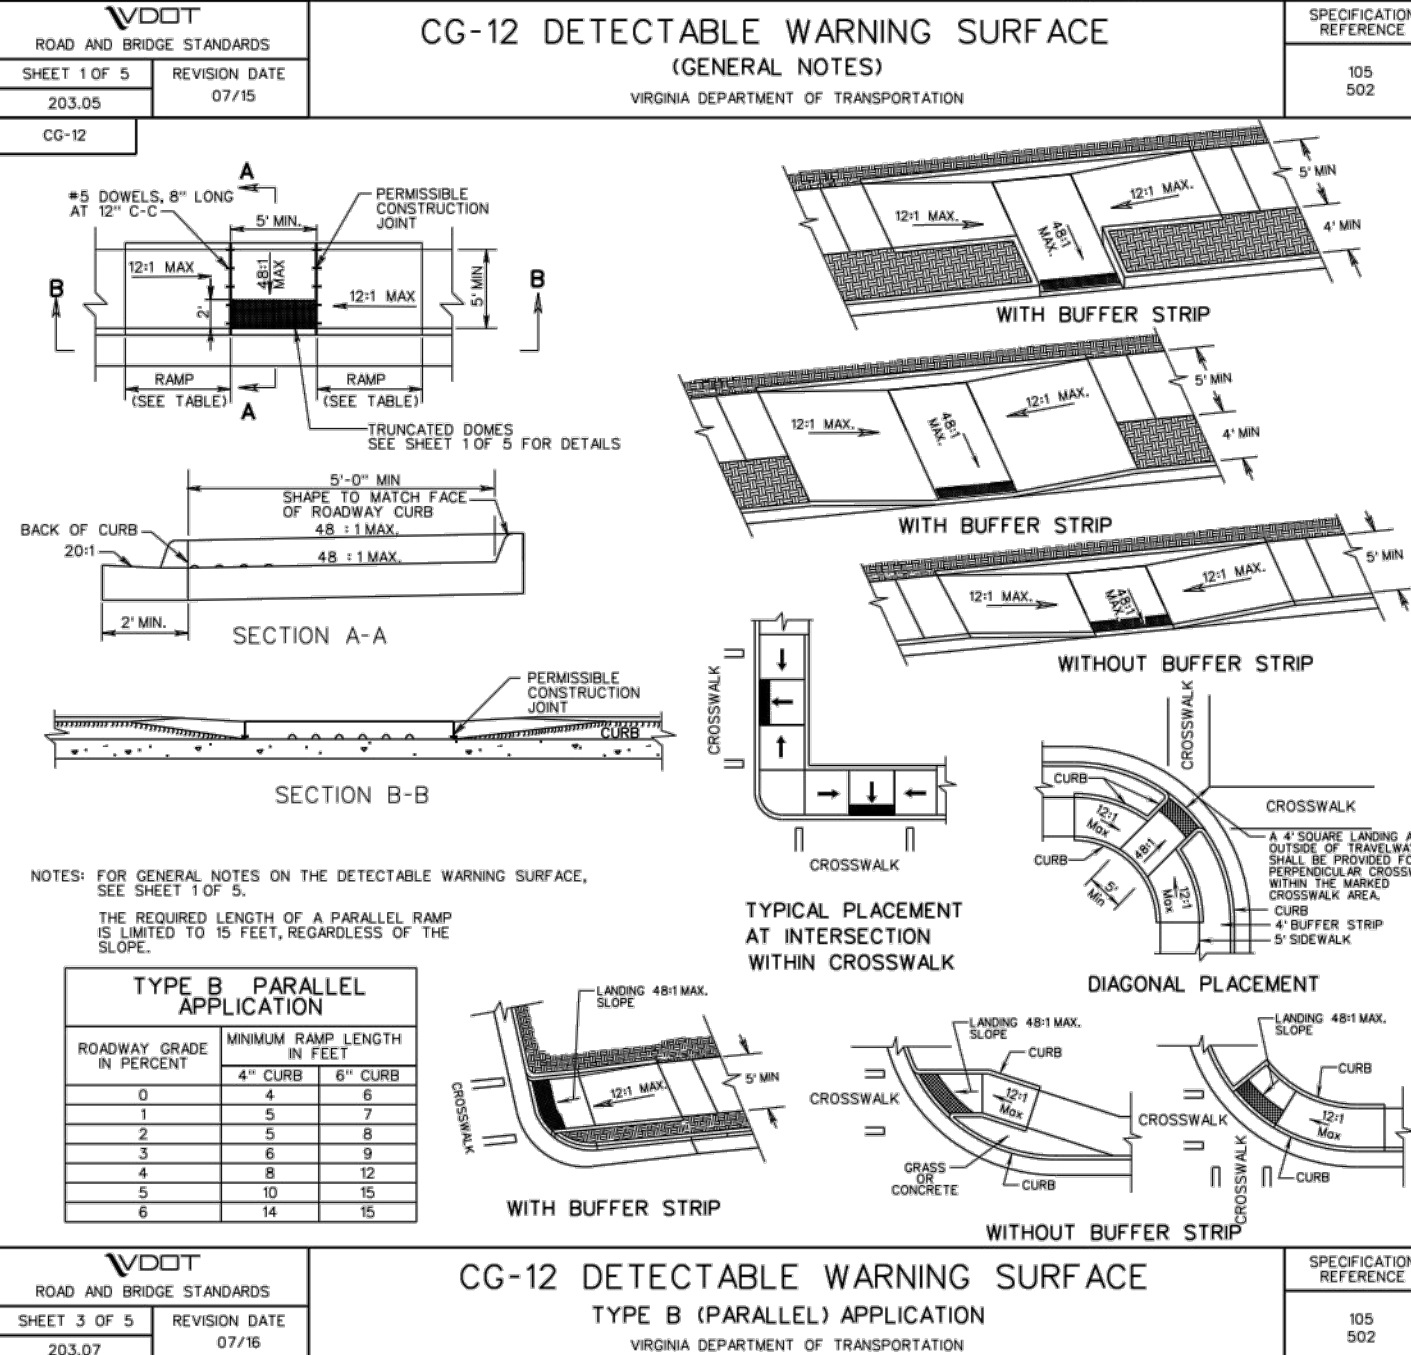 VDOT
ROAD AND BRIDGE STANDARDS
SHEET 1 OF 5
REVISION DATE
07/15
203.05
CG-12 DETECTABLE WARNING SURFACE
(GENERAL NOTES)
VIRGINIA DEPARTMENT OF TRANSPORTATION
SPECIFICATION
REFERENCE
105
502
CG-12
A
#5 DOWELS, 8" LONG
AT 12" C-C
PERMISSIBLE
CONSTRUCTION
JOINT
5' MIN.
12:1 MAX
48:1
MAX
5' MIN
B
B
12:1 MAX
2'
RAMP
(SEE TABLE)
RAMP
(SEE TABLE)
A
TRUNCATED DOMES
SEE SHEET 1 OF 5 FOR DETAILS
5'-0" MIN
SHAPE TO MATCH FACE
OF ROADWAY CURB
48 : 1 MAX.
48 : 1 MAX.
BACK OF CURB
20:1
2' MIN.
SECTION A-A
PERMISSIBLE
CONSTRUCTION
JOINT
CURB
SECTION B-B
5' MIN
4' MIN
12:1 MAX.
12:1 MAX.
48:1
MAX.
WITH BUFFER STRIP
5' MIN
4' MIN
12:1 MAX.
12:1 MAX.
48:1
MAX.
WITH BUFFER STRIP
5' MIN
12:1 MAX.
12:1 MAX.
48:1
MAX.
WITHOUT BUFFER STRIP
CROSSWALK
CROSSWALK
TYPICAL PLACEMENT
AT INTERSECTION
WITHIN CROSSWALK
CROSSWALK
CROSSWALK
CURB
12:1
Max
48:1
CURB
5'
Min
12:1
Max
A 4' SQUARE LANDING
OUTSIDE OF
SHALL BE PROVIDED
PERPENDICULAR
WITHIN THE MARKED
CROSSWALK AREA.
CURB
4' BUFFER STRIP
5' SIDEWALK
DIAGONAL PLACEMENT
NOTES: FOR GENERAL NOTES ON THE DETECTABLE WARNING SURFACE,
SEE SHEET 1 OF 5.
THE REQUIRED LENGTH OF A PARALLEL RAMP
IS LIMITED TO 15 FEET, REGARDLESS OF THE
SLOPE.
TYPE B PARALLEL
APPLICATION
ROADWAY GRADE
IN PERCENT
MINIMUM RAMP LENGTH
IN FEET
4" CURB 6" CURB
0 4 6
1 5 7
2 5 8
3 6 9
4 8 12
5 10 15
6 14 15
LANDING 48:1 MAX.
SLOPE
12:1 MAX.
5' MIN
CROSSWALK
WITH BUFFER STRIP
LANDING 48:1 MAX.
SLOPE
CURB
CROSSWALK
12:1
Max
GRASS
OR
CONCRETE
CURB
LANDING 48:1 MAX.
SLOPE
CURB
CROSSWALK
12:1
Max
CURB
CROSSWALK
WITHOUT BUFFER STRIP
VDOT
ROAD AND BRIDGE STANDARDS
SHEET 3 OF 5
REVISION DATE
07/16
203.07
CG-12 DETECTABLE WARNING SURFACE
TYPE B (PARALLEL) APPLICATION
VIRGINIA DEPARTMENT OF TRANSPORTATION
SPECIFICATION
REFERENCE
105
502